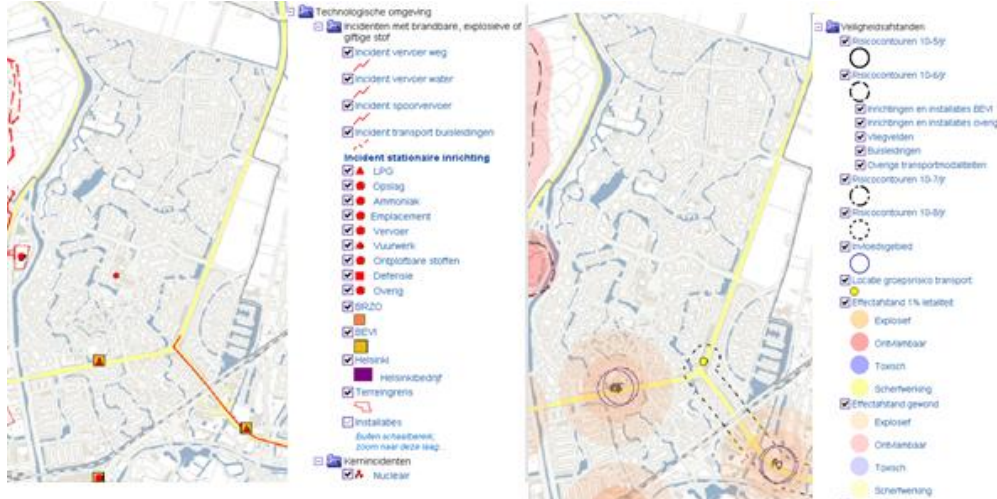 Technologische omgeving
Incidenten met brandbare, explosieve of
giftige stof
Incident vervoer weg
Incident vervoer water
Incident spoorvervoer
Incident transport buisleidingen
Incident stationaire inrichting
LPG
Opslag
Ammoniak
Emplacement
Vervoer
Vuurwerk
Ontplofbare stoffen
Defensie
Overig
BRZO
BEVI
Helsinki
Helsinkibedrijf
Terreingrens
Installaties
Buiten schaalbereik,
zoom naar deze laag...
Kernincidenten
Nucleair
Veiligheidsafstanden
Risicocontouren 10-5/jr
Risicocontouren 10-6/jr
Inrichtingen en installaties BEVI
Inrichtingen en installaties overig
Vliegvelden
Buisleidingen
Overige transportmodaliteiten
Risicocontouren 10-7/jr
Risicocontouren 10-8/jr
Invloedsgebied
Locatie groepsrisico transport
Effectafstand 1% letaliteit
Explosief
Ontvlambaar
Toxisch
Scherfwerking
Effectafstand gewond
Explosief
Ontvlambaar
Toxisch
Scherfwerking